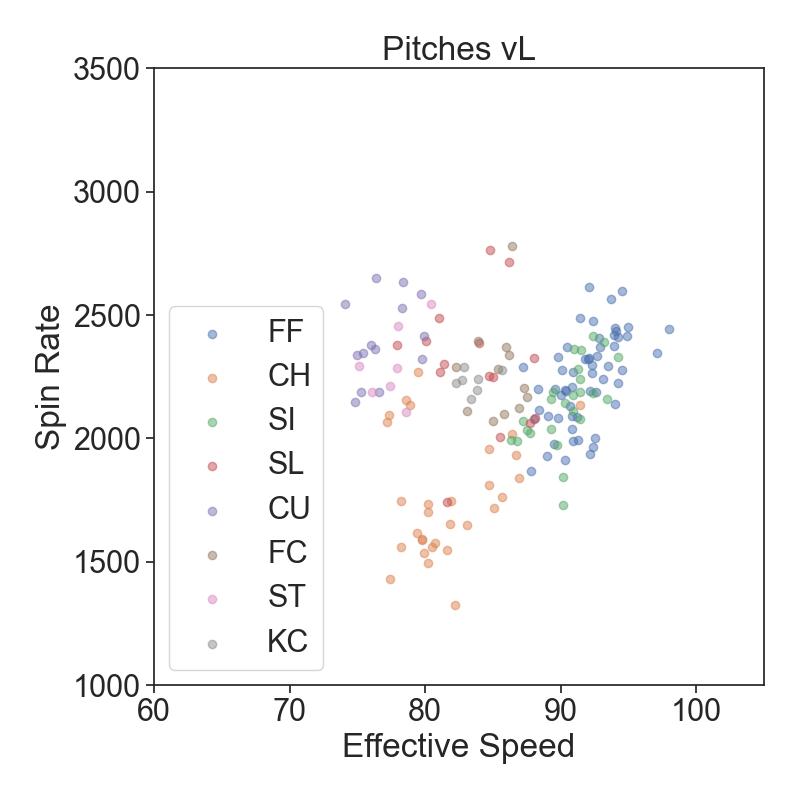 Pitches vL
3500
3000
2500
2000
1500
1000
Spin Rate
FF
CH
SI
SL
CU
FC
ST
KC
60
70
80
90
100
Effective Speed